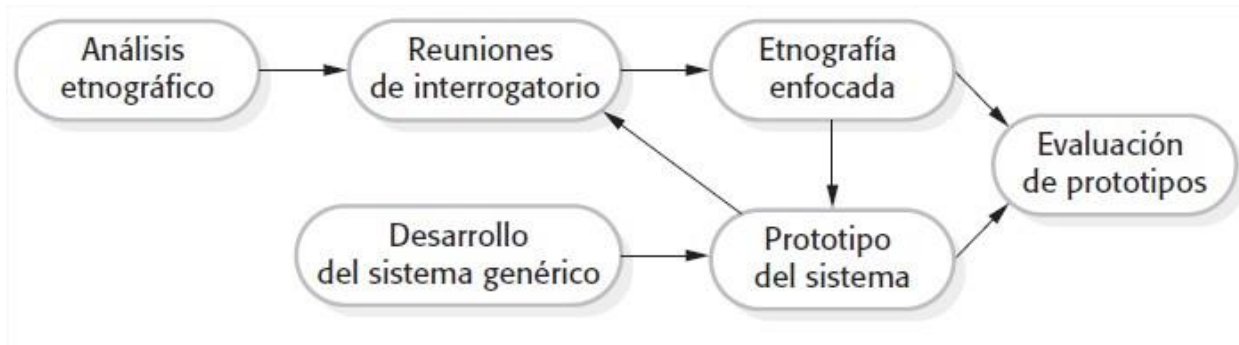 Análisis
etnográfico
Reuniones
de interrogatorio
Etnografía
enfocada
Evaluación
de prototipos
Desarrollo
del sistema genérico
Prototipo
del sistema